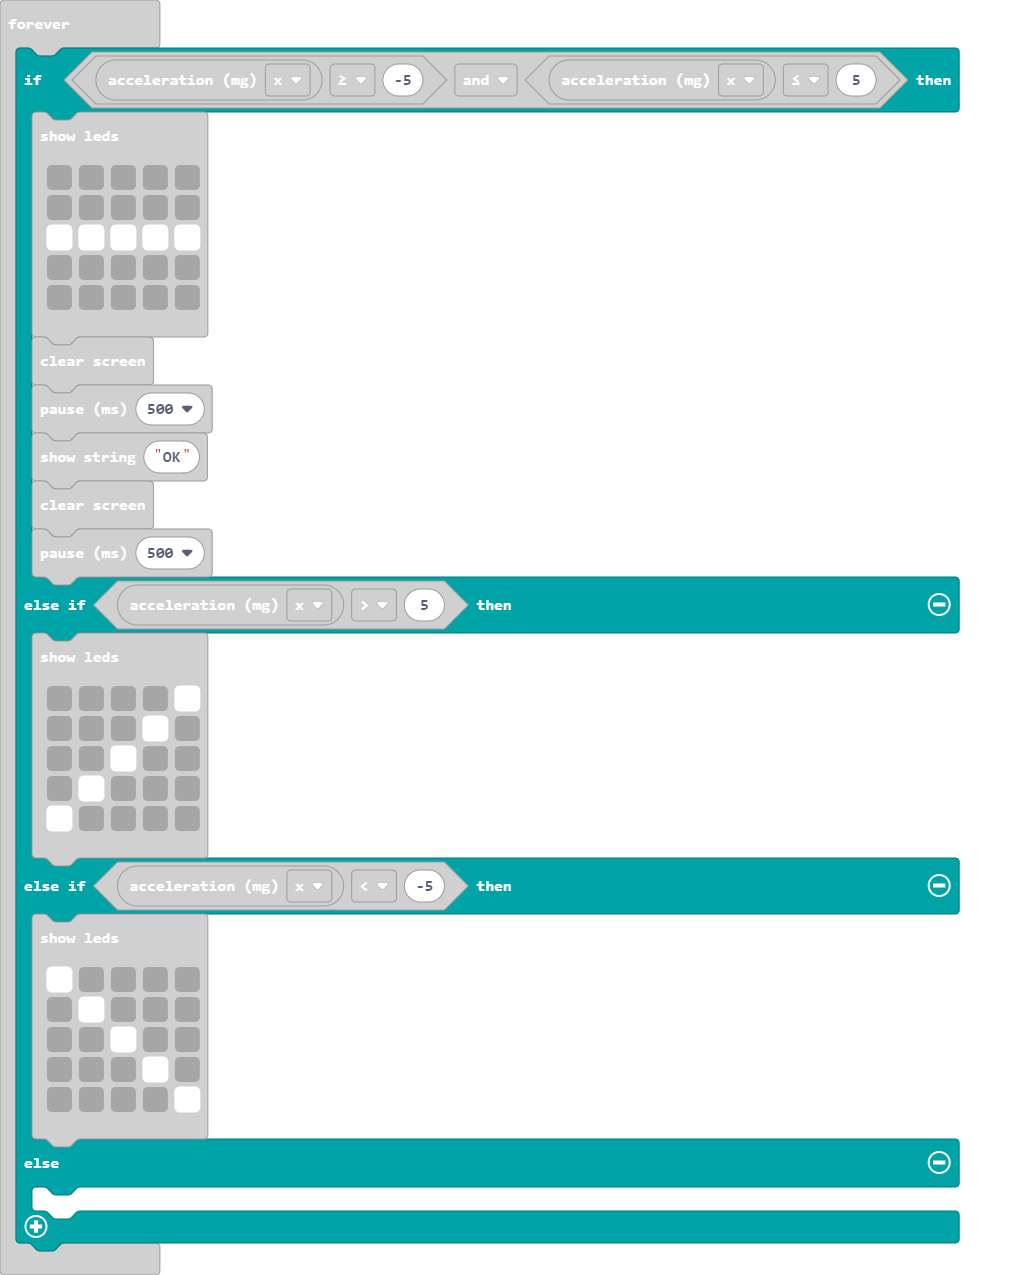 forever
if acceleration (mg) x ≥ -5 and acceleration (mg) x ≤ 5 then
show leds
clear screen
pause (ms) 500
show string "OK"
clear screen
pause (ms) 500
else if acceleration (mg) x > 5 then
show leds
else if acceleration (mg) x < -5 then
show leds
else